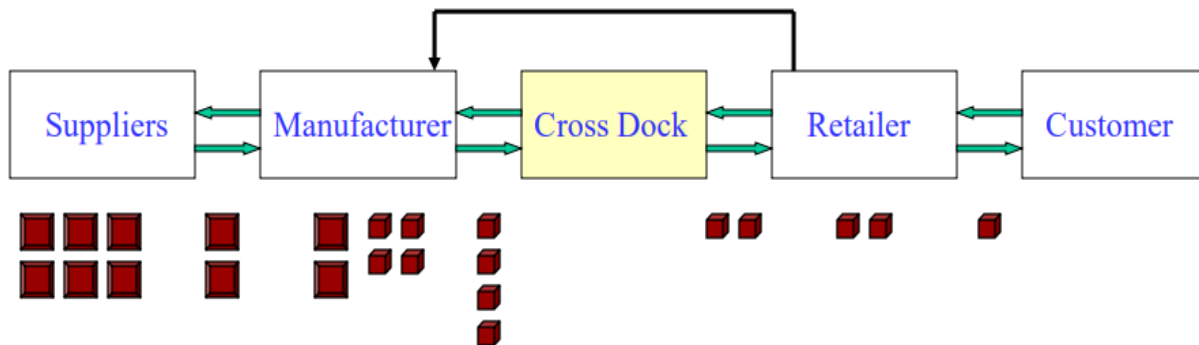 Suppliers
Manufacturer
Cross Dock
Retailer
Customer